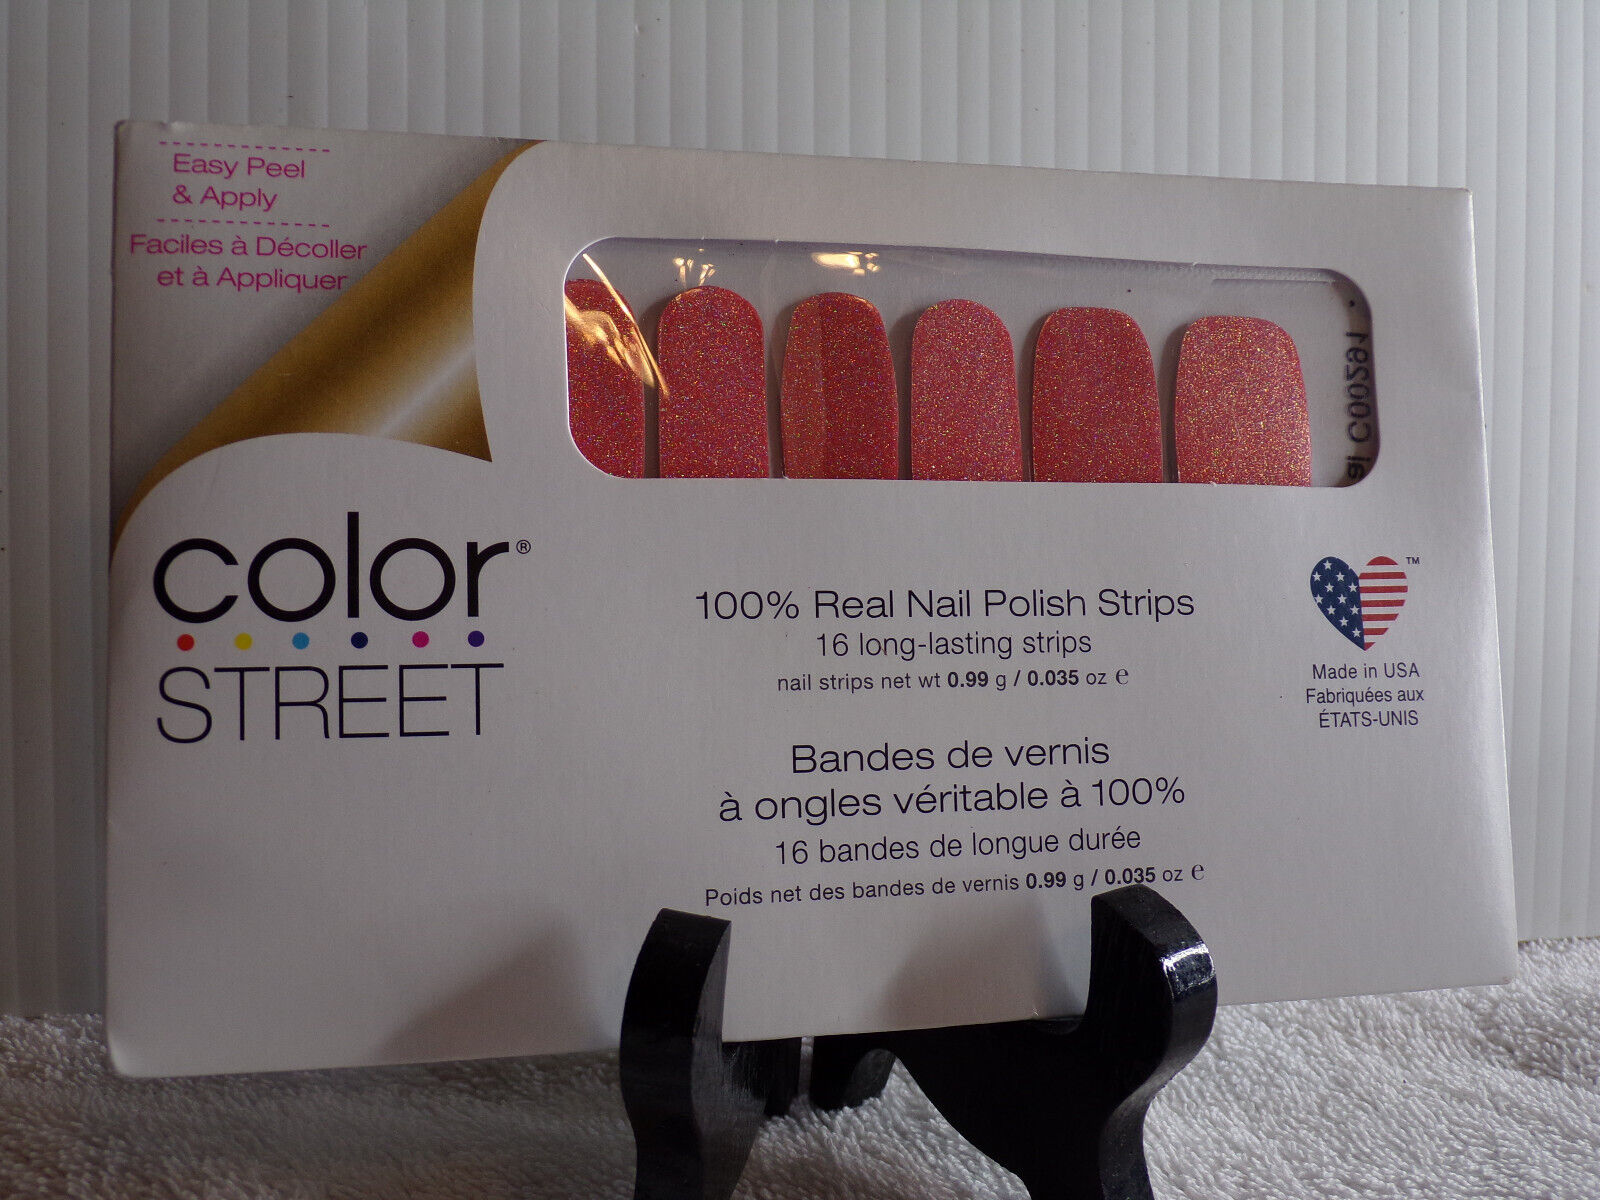 Easy Peel
& Apply
Faciles à Décoller
et à Appliquer
color®
STREET
100% Real Nail Polish Strips
16 long-lasting strips
nail strips net wt 0.99 g / 0.035 oz e
Bandes de vernis
à ongles véritable à 100%
16 bandes de longue durée
Poids net des bandes de vernis 0.99 g / 0.035 oz e
TM
Made in USA
Fabriquées aux
ÉTATS-UNIS